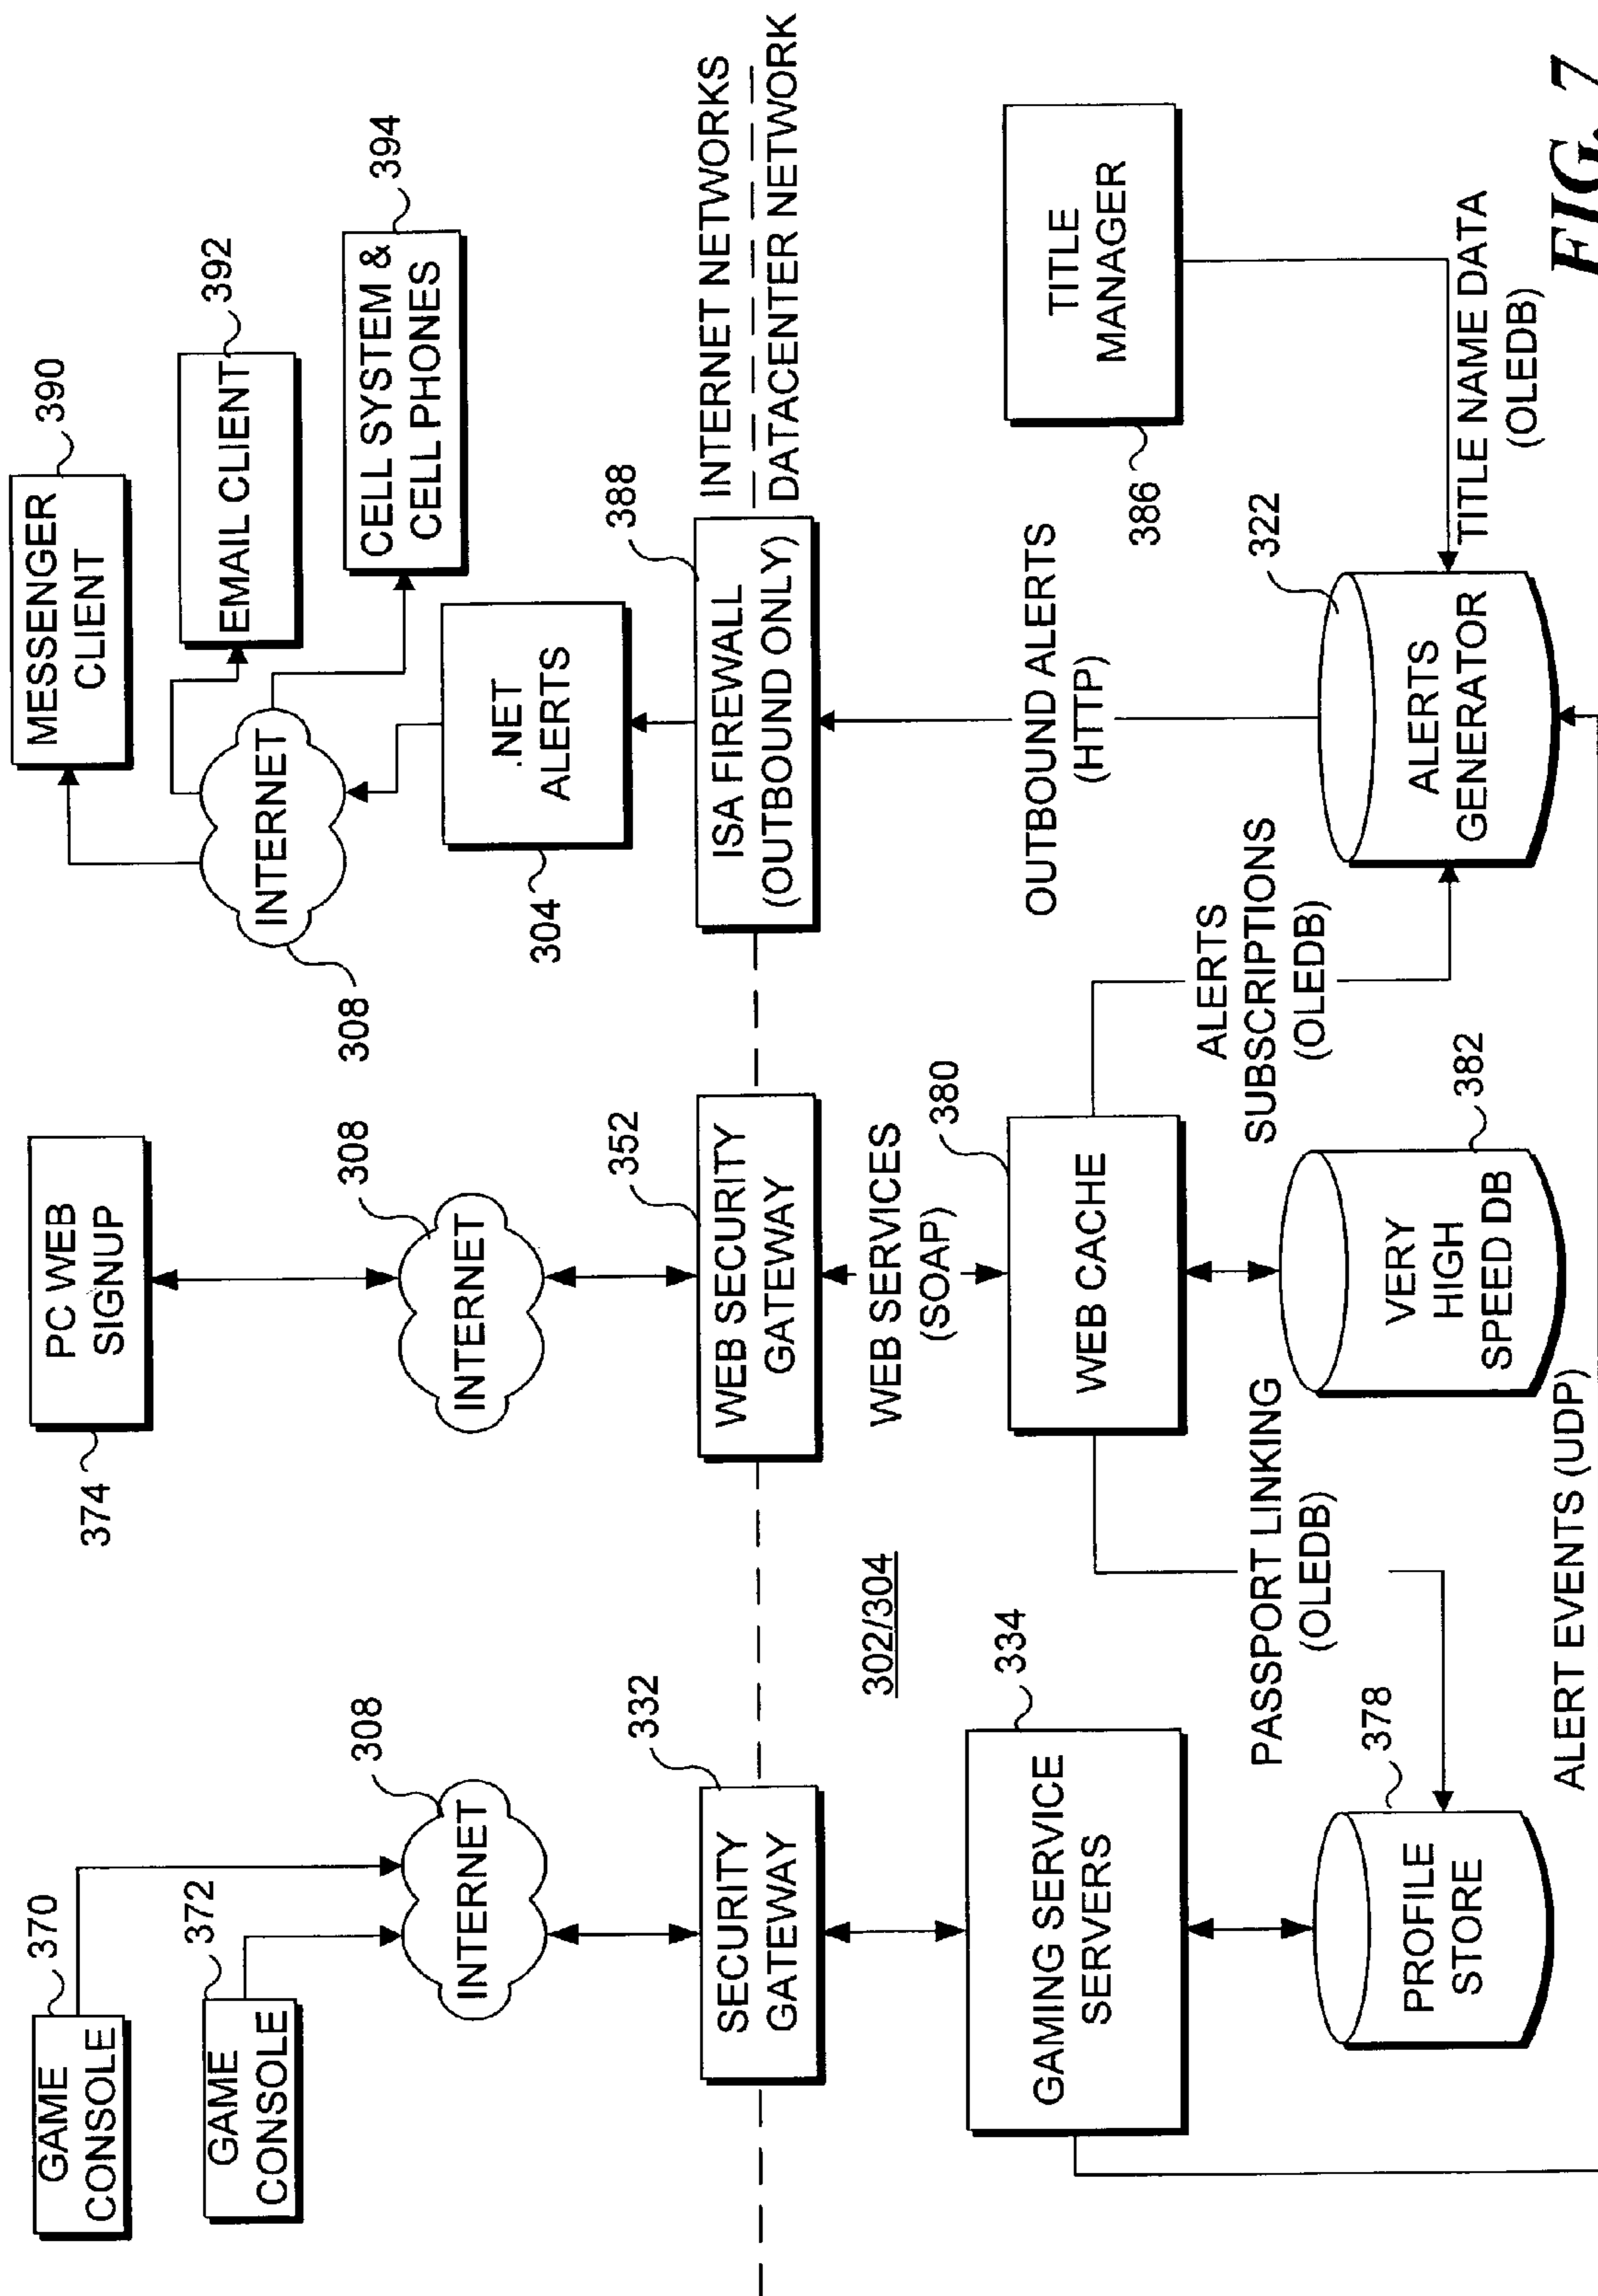 370
GAME
CONSOLE
372
GAME
CONSOLE
308
INTERNET
332
SECURITY
GATEWAY
334
GAMING SERVICE
SERVERS
378
PROFILE
STORE
302/304
374
PC WEB
SIGNUP
308
INTERNET
352
WEB SECURITY
GATEWAY
WEB SERVICES
(SOAP)
380
WEB CACHE
PASSPORT LINKING
(OLEDB)
382
VERY
HIGH
SPEED DB
ALERT EVENTS (UDP)
ALERTS
SUBSCRIPTIONS
(OLEDB)
390
MESSENGER
CLIENT
392
EMAIL CLIENT
394
CELL SYSTEM &
CELL PHONES
INTERNET
308
.NET
ALERTS
304
388
ISA FIREWALL
(OUTBOUND ONLY)
INTERNET NETWORKS
DATACENTER NETWORK
OUTBOUND ALERTS
(HTTP)
322
ALERTS
GENERATOR
TITLE
MANAGER
386
TITLE NAME DATA
(OLEDB)
FIG. 7